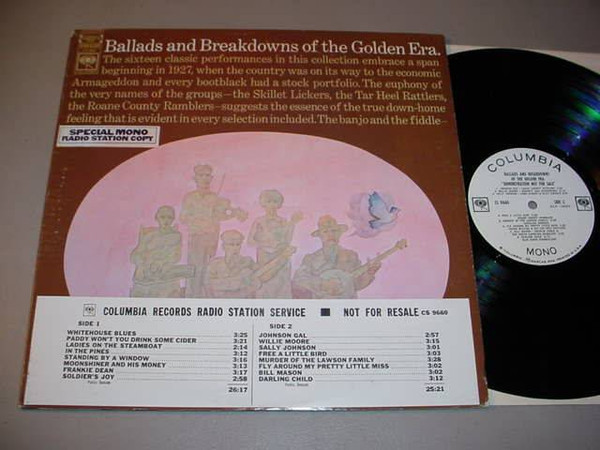 Ballads and Breakdowns of the Golden Era.
The sixteen classic performances in this collection embrace a span
beginning in 1927, when the country was on its way to the economic
Armageddon and every bootblack had a stock portfolio. The euphony of
the very names of the groups—the Skillet Lickers, the Tar Heel Rattlers,
the Roane County Ramblers—suggests the essence of the true down-home
feeling that is evident in every selection included. The banjo and the fiddle—
SPECIAL MONO
RADIO STATION COPY
COLUMBIA RECORDS RADIO STATION SERVICE
NOT FOR RESALE CS 9660
SIDE 1
WHITEHOUSE BLUES 3:25
PADDY WON'T YOU DRINK SOME CIDER 3:21
LADIES ON THE STEAMBOAT 2:14
IN THE PINES 3:12
STANDING BY A WINDOW 3:16
MOONSHINER AND HIS MONEY 3:13
FRANKIE DEAN 3:17
SOLDIER'S JOY 2:58
26:17
SIDE 2
JOHNSON GAL 2:57
WILLIE MOORE 3:15
SALLY JOHNSON 3:01
FREE A LITTLE BIRD 3:03
MURDER OF THE LAWSON FAMILY 3:28
FLY AROUND MY PRETTY LITTLE MISS 3:02
BILL MASON 3:02
DARLING CHILD 3:12
25:21
COLUMBIA
BALLADS AND BREAKDOWNS
OF THE GOLDEN ERA
SIDE 2
MONO